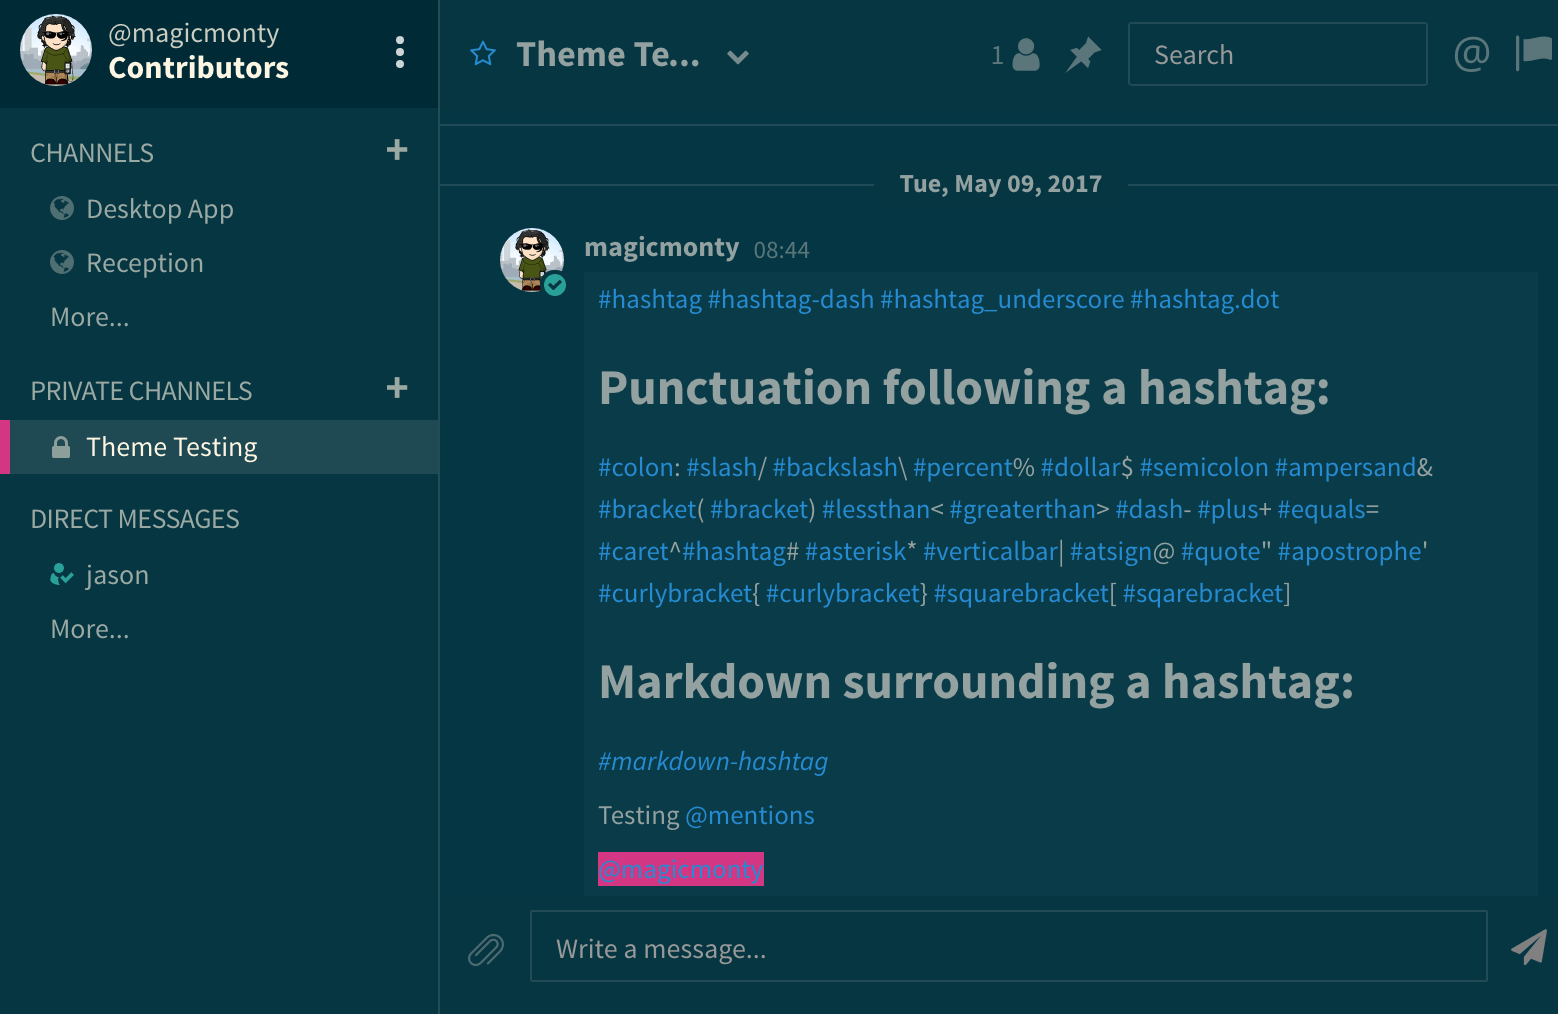 @magicmonty
Contributors
CHANNELS
Desktop App
Reception
More...
PRIVATE CHANNELS
Theme Testing
DIRECT MESSAGES
jason
More...
Theme Te...
1
Search
@
Tue, May 09, 2017
magicmonty 08:44
#hashtag #hashtag-dash #hashtag_underscore #hashtag.dot
Punctuation following a hashtag:
#colon: #slash/ #backslash\ #percent% #dollar$ #semicolon #ampersand&
#bracket( #bracket) #lessthan< #greaterthan> #dash- #plus+ #equals=
#caret^#hashtag# #asterisk* #verticalbar| #atsign@ #quote" #apostrophe'
#curlybracket{ #curlybracket} #squarebracket[ #sqarebracket]
Markdown surrounding a hashtag:
#markdown-hashtag
Testing @mentions
@magicmonty
Write a message...